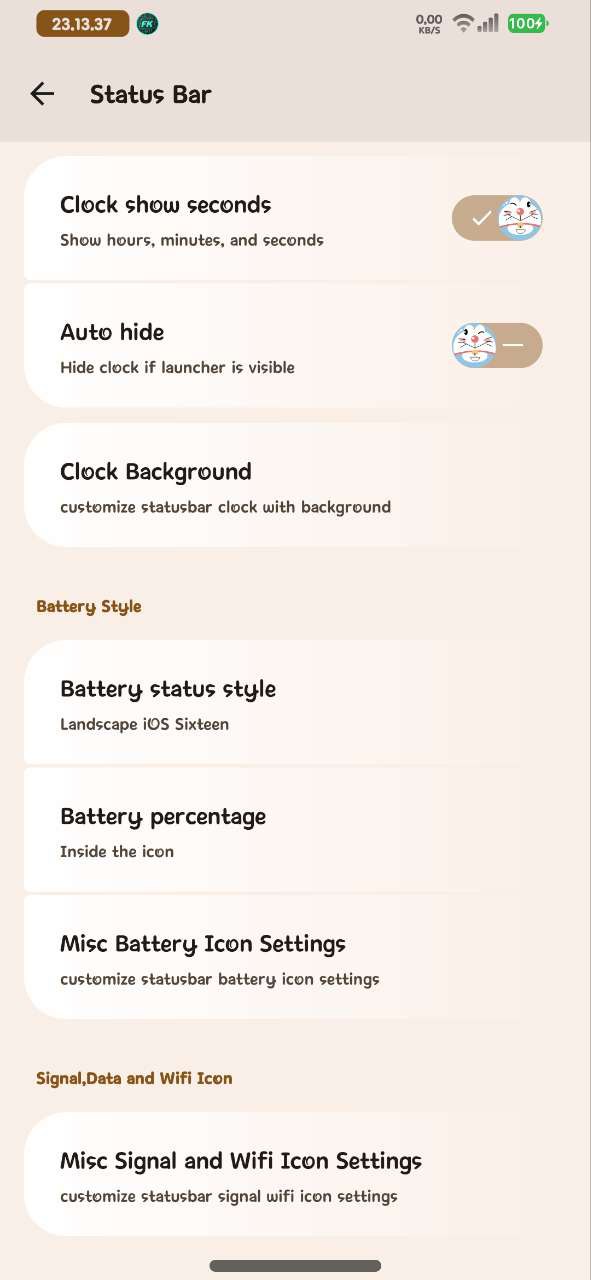 23.13.37
FK
0,00
KB/S
100
Status Bar
Clock show seconds
Show hours, minutes, and seconds
Auto hide
Hide clock if launcher is visible
Clock Background
customize statusbar clock with background
Battery Style
Battery status style
Landscape iOS Sixteen
Battery percentage
Inside the icon
Misc Battery Icon Settings
customize statusbar battery icon settings
Signal,Data and Wifi Icon
Misc Signal and Wifi Icon Settings
customize statusbar signal wifi icon settings